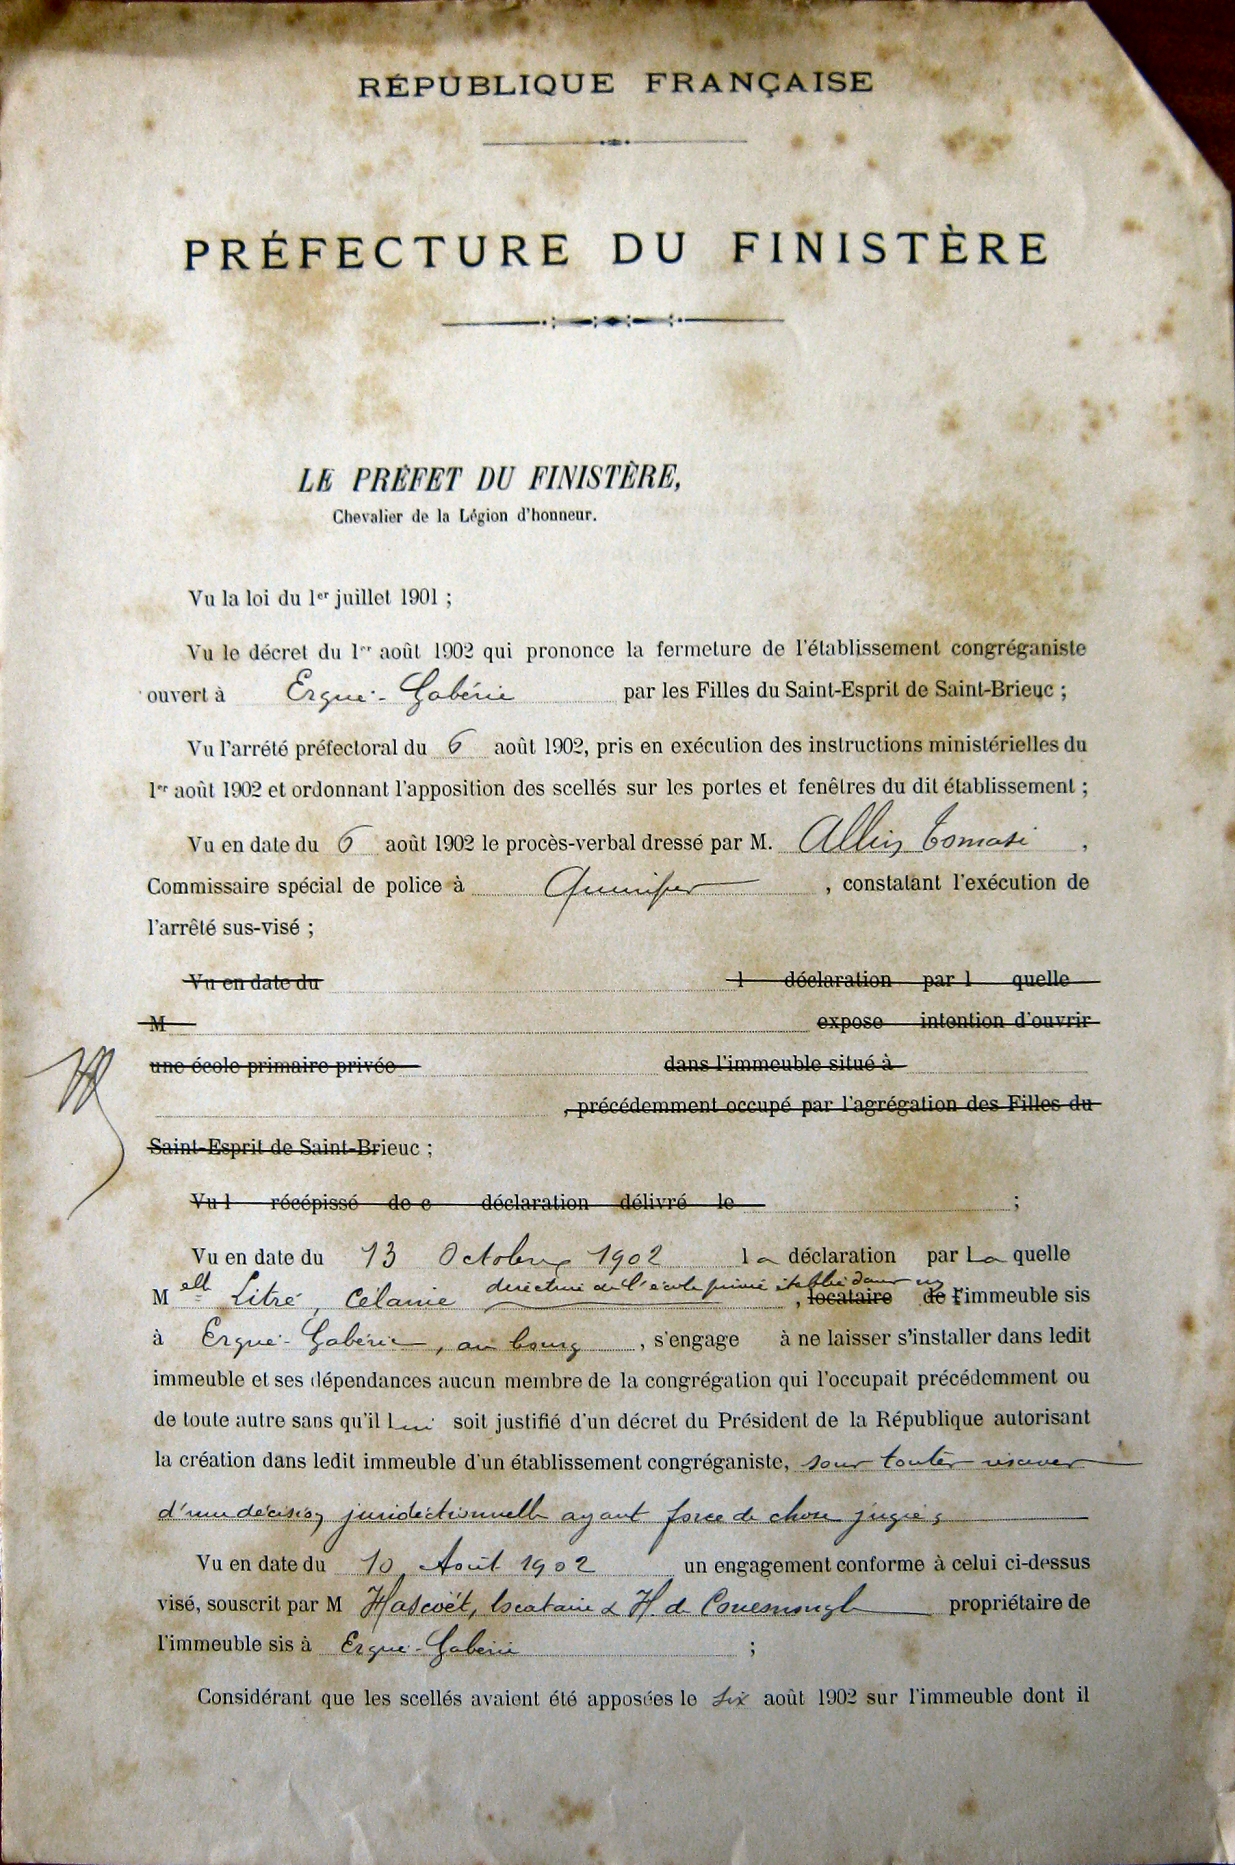 RÉPUBLIQUE FRANÇAISE
PRÉFECTURE DU FINISTÈRE
LE PRÉFET DU FINISTÈRE,
Chevalier de la Légion d'honneur.
Vu la loi du 1er juillet 1901 ;
Vu le décret du 1er août 1902 qui prononce la fermeture de l'établissement congréganiste
ouvert à Ergué-Gabéric par les Filles du Saint-Esprit de Saint-Brieuc ;
Vu l'arrété préfectoral du 6 août 1902, pris en exécution des instructions ministérielles du
1er août 1902 et ordonnant l'apposition des scellés sur les portes et fenêtres du dit établissement ;
Vu en date du 6 août 1902 le procès-verbal dressé par M. Tomasi ,
Commissaire spécial de police à Quimper , constatant l'exécution de
l'arrêté sus-visé ;
Vu en date du l déclaration par l quelle
M expose intention d'ouvrir
une école primaire privée dans l'immeuble situé à
, précédemment occupé par l'agrégation des Filles du
Saint-Esprit de Saint-Brieuc ;
Vu l récépissé de c déclaration délivré le ;
Vu en date du 13 Octobre 1902 la déclaration par La quelle
directrice de l'école privée établie dans un
Melle Litré, Célanie , locataire de l'immeuble sis
à Ergué-Gabéric, au bourg , s'engage à ne laisser s'installer dans ledit
immeuble et ses dépendances aucun membre de la congrégation qui l'occupait précédemment ou
de toute autre sans qu'il lui soit justifié d'un décret du Président de la République autorisant
la création dans ledit immeuble d'un établissement congréganiste, sous toutes réserves
d'une décision juridictionnelle ayant force de chose jugée ;
Vu en date du 10 Août 1902 un engagement conforme à celui ci-dessus
visé, souscrit par M Hascoët, locataire & H. de propriétaire de
l'immeuble sis à Ergué-Gabéric ;
Considérant que les scellés avaient été apposées le six août 1902 sur l'immeuble dont il